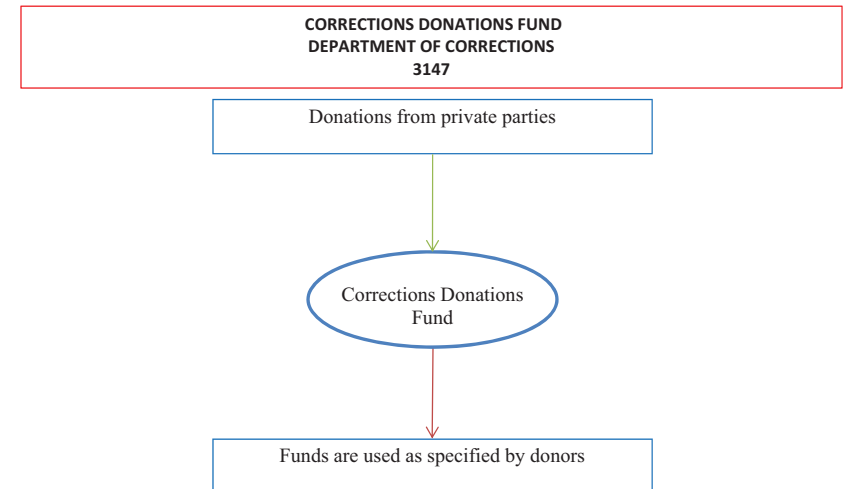 CORRECTIONS DONATIONS FUND
DEPARTMENT OF CORRECTIONS
3147
Donations from private parties
Corrections Donations
Fund
Funds are used as specified by donors